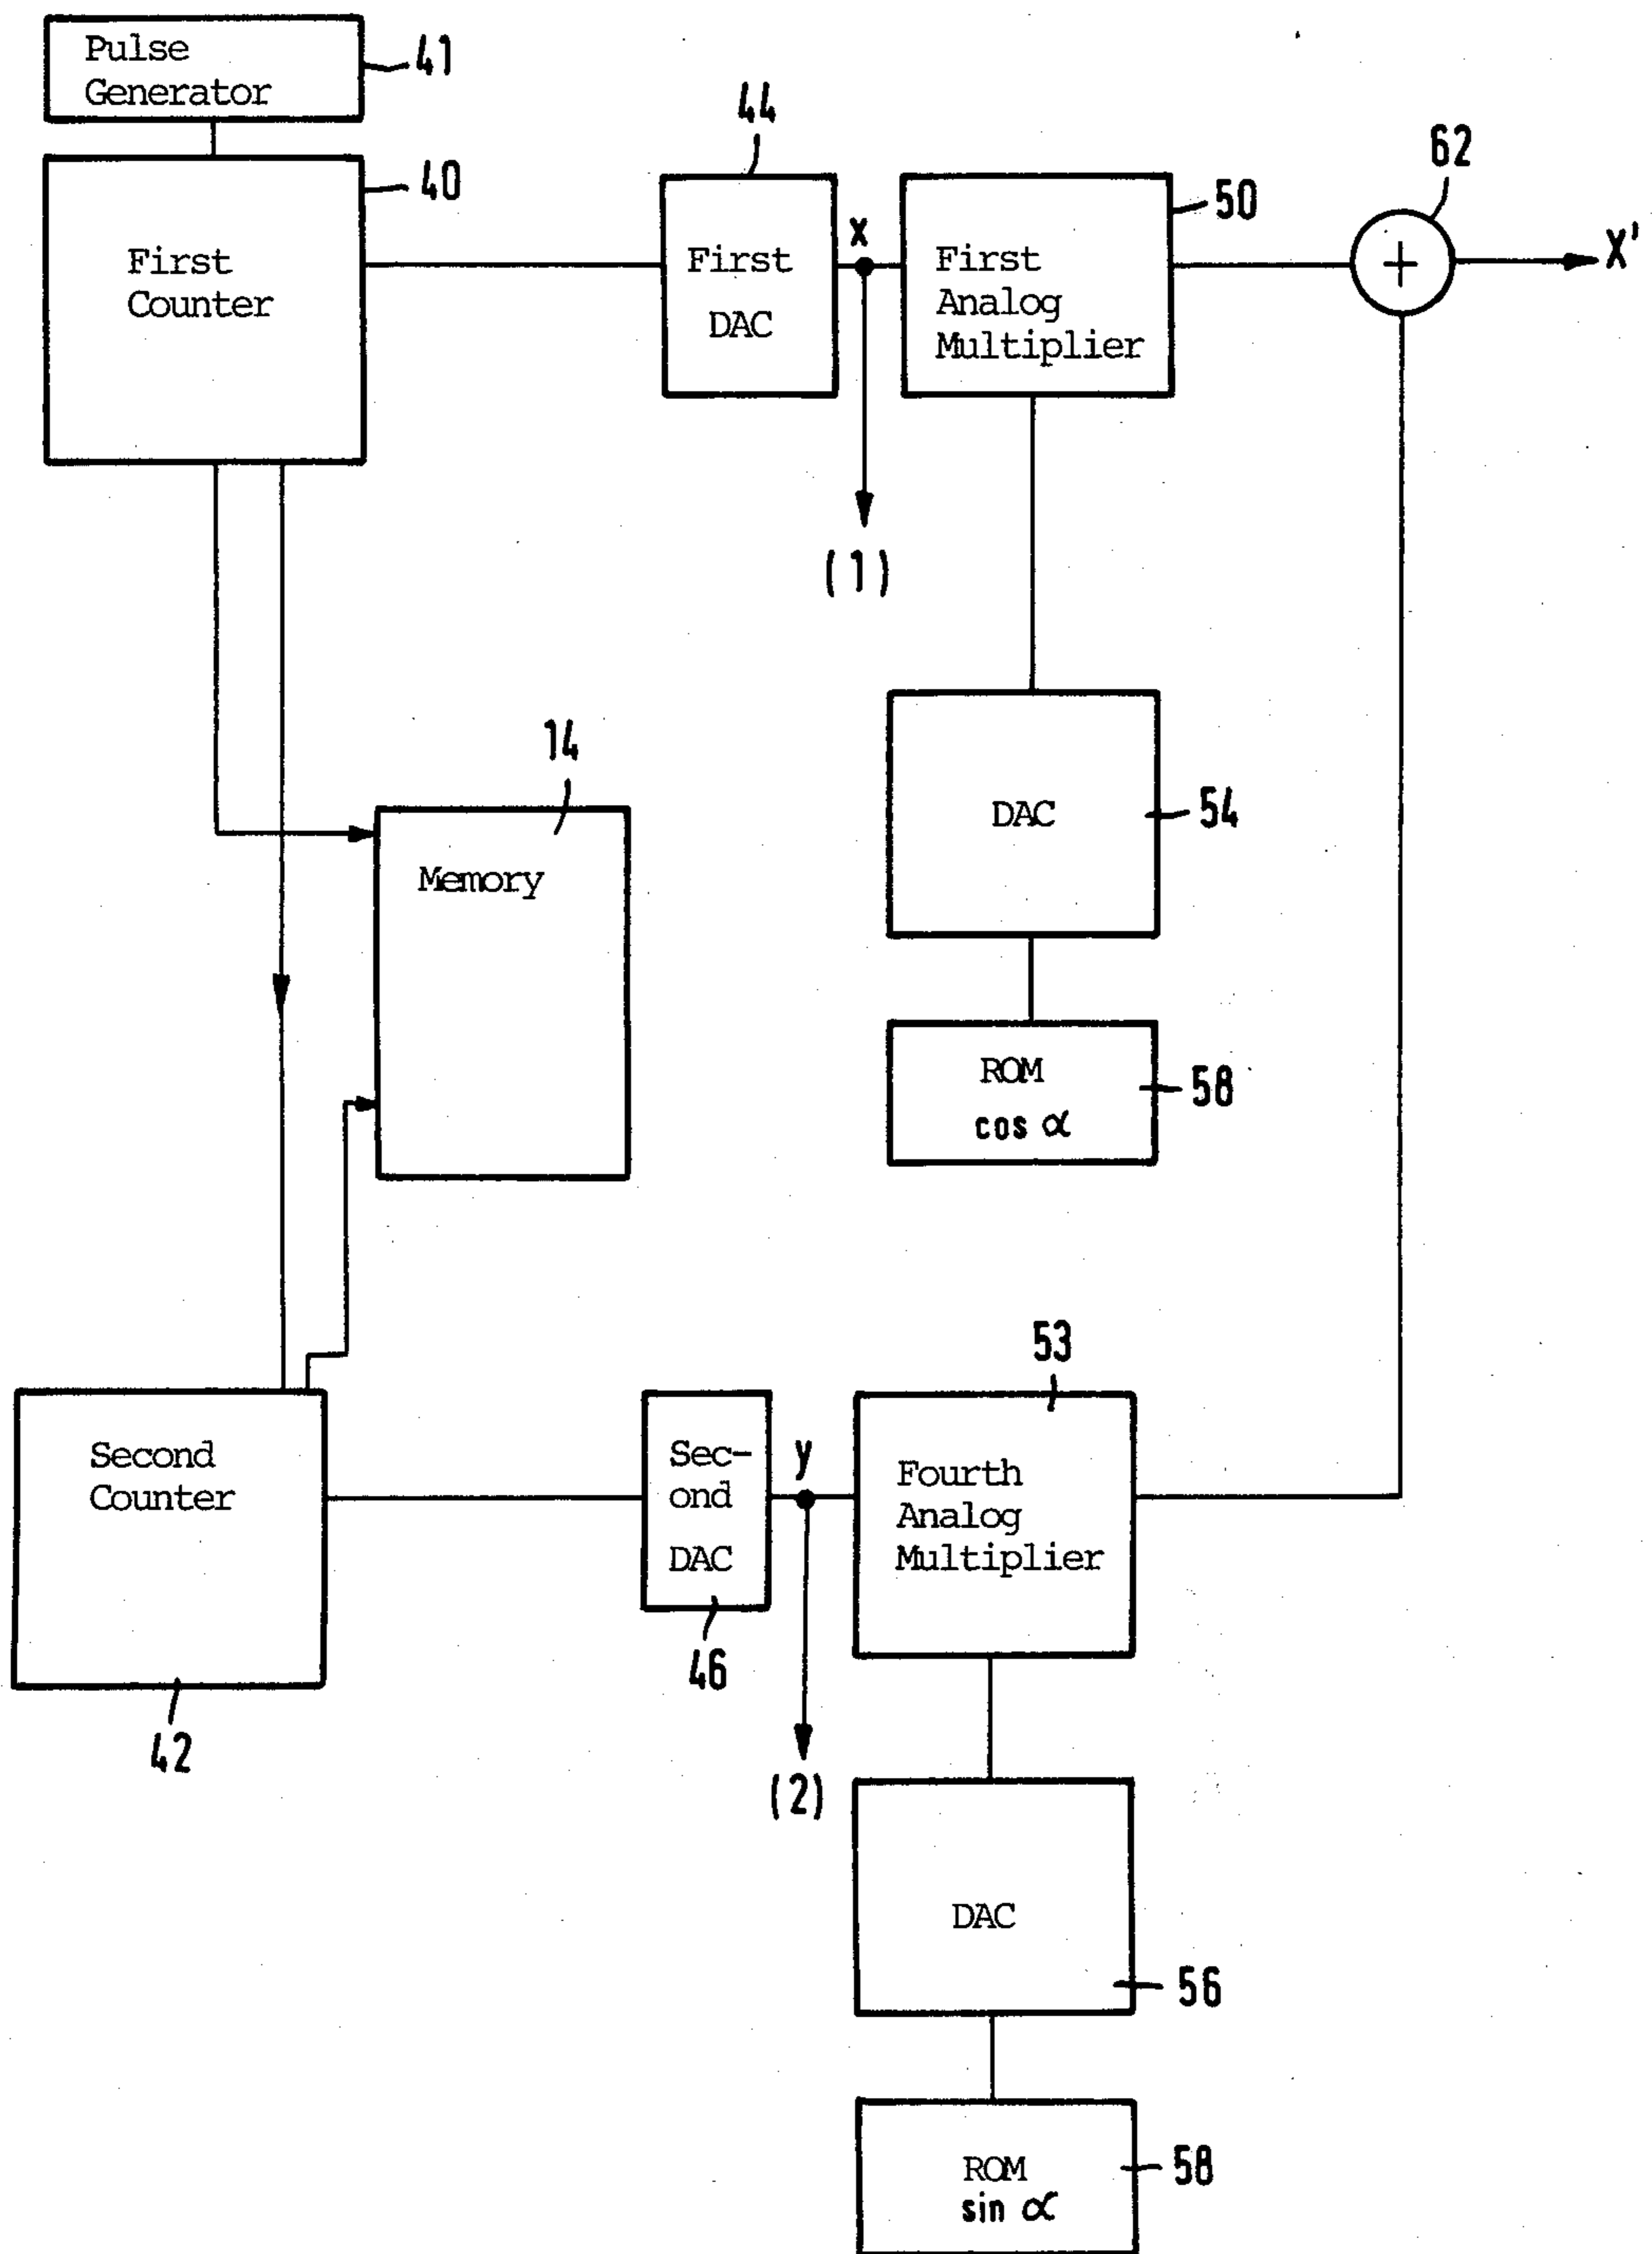 Pulse
Generator
41
First
Counter
40
44
First
DAC
x
(1)
First
Analog
Multiplier
50
62
+
X'
14
Memory
DAC
54
ROM
cos α
58
Second
Counter
42
Sec-
ond
DAC
46
y
(2)
53
Fourth
Analog
Multiplier
DAC
56
ROM
sin α
58